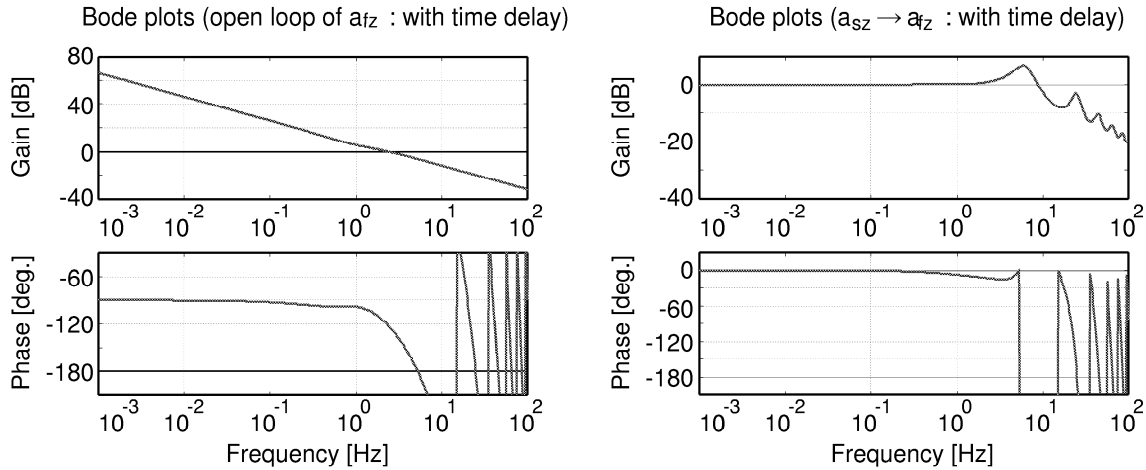 Bode plots (open loop of a_fz : with time delay)
80
40
0
-40
Gain [dB]
10^-3 10^-2 10^-1 10^0 10^1 10^2
-60
-120
-180
Phase [deg.]
10^-3 10^-2 10^-1 10^0 10^1 10^2
Frequency [Hz]
Bode plots (a_sz → a_fz : with time delay)
0
-20
-40
Gain [dB]
10^-3 10^-2 10^-1 10^0 10^1 10^2
0
-60
-120
-180
Phase [deg.]
10^-3 10^-2 10^-1 10^0 10^1 10^2
Frequency [Hz]